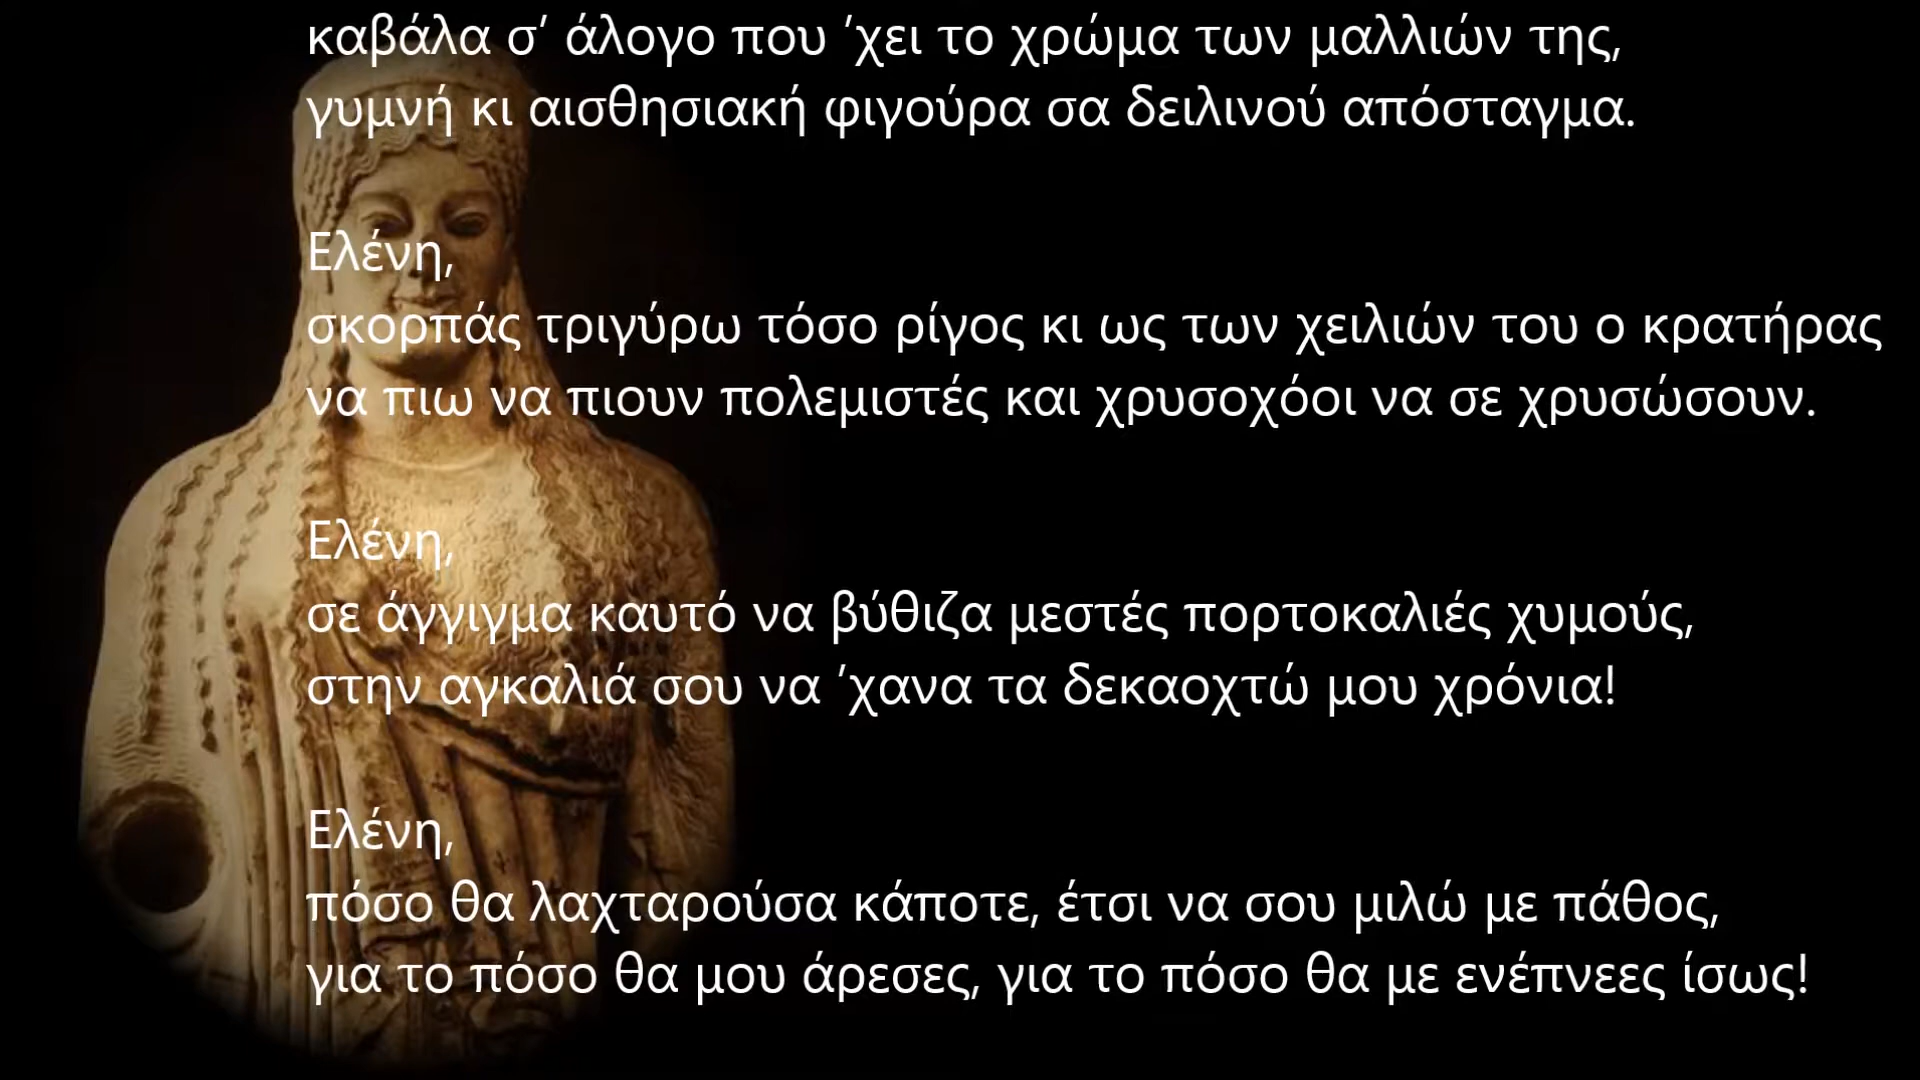 καβάλα σ’ άλογο που ’χει το χρώμα των μαλλιών της,
γυμνή κι αισθησιακή φιγούρα σα δειλινού απόσταγμα.
Ελένη,
σκορπάς τριγύρω τόσο ρίγος κι ως των χειλιών του ο κρατήρας
να πιω να πιουν πολεμιστές και χρυσοχόοι να σε χρυσώσουν.
Ελένη,
σε άγγιγμα καυτό να βύθιζα μεστές πορτοκαλιές χυμούς,
στην αγκαλιά σου να ’χανα τα δεκαοχτώ μου χρόνια!
Ελένη,
πόσο θα λαχταρούσα κάποτε, έτσι να σου μιλώ με πάθος,
για το πόσο θα μου άρεσες, για το πόσο θα με ενέπνεες ίσως!